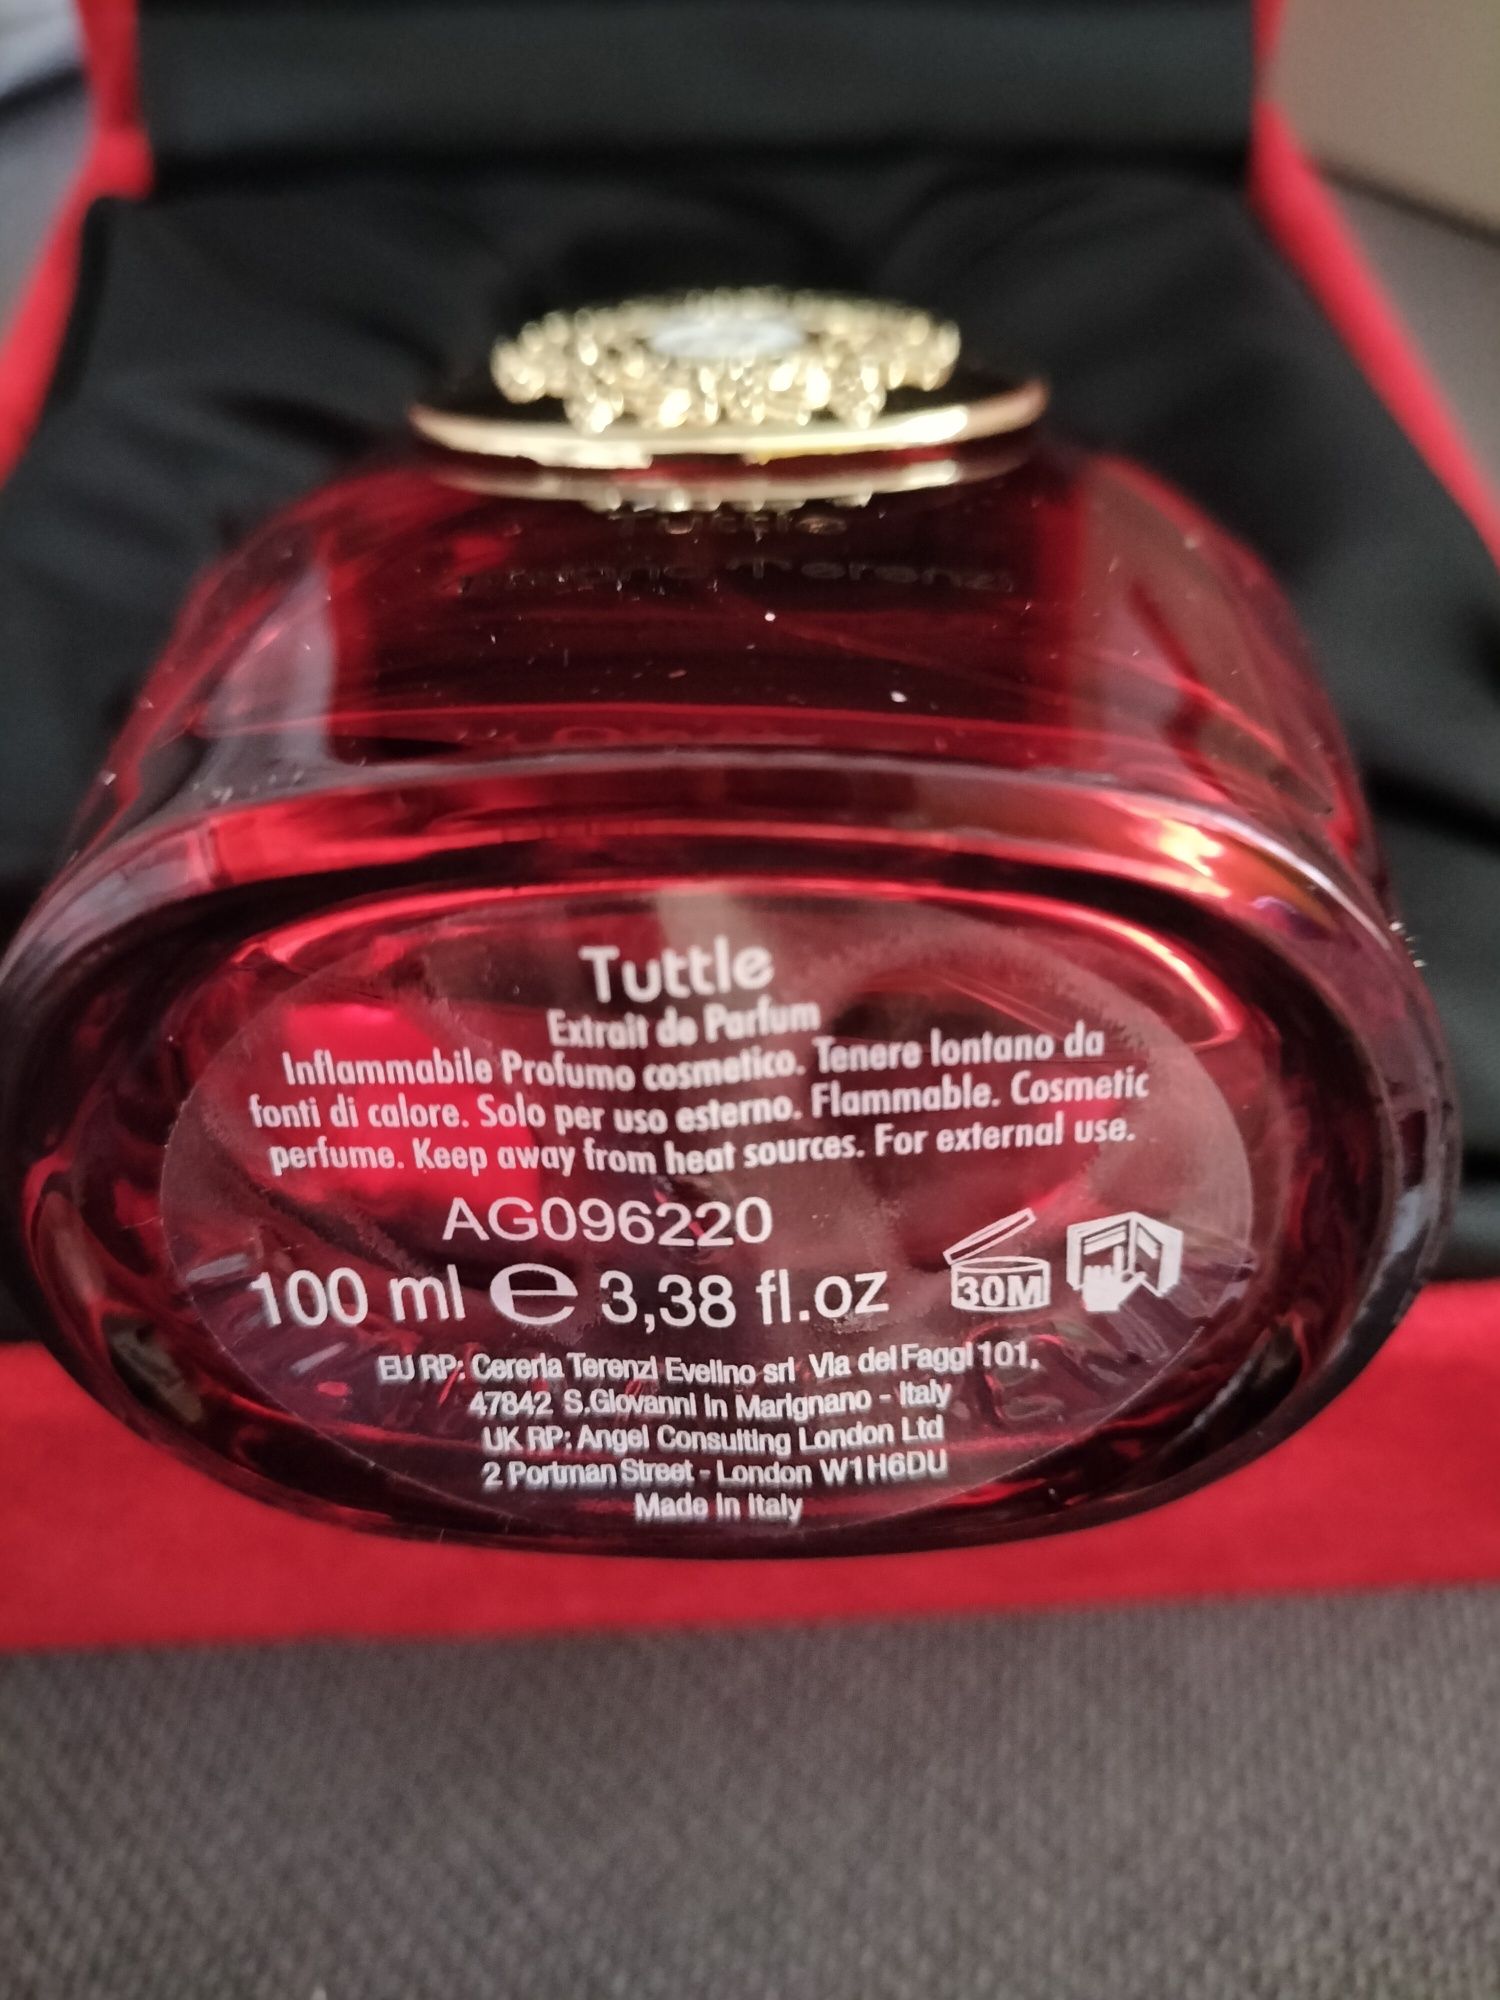 Tuttle
Terenzi
Tuttle
Extrait de Parfum
Inflammabile Profumo cosmetico. Tenere lontano da
fonti di calore. Solo per uso esterno. Flammable. Cosmetic
perfume. Keep away from heat sources. For external use.
AG096220
100 ml e 3,38 fl.oz 30M
EU RP: Cereria Terenzi Evelino srl Via del Faggi 101,
47842 S.Giovanni in Marignano - Italy
UK RP: Angel Consulting London Ltd
2 Portman Street - London W1H6DU
Made in Italy